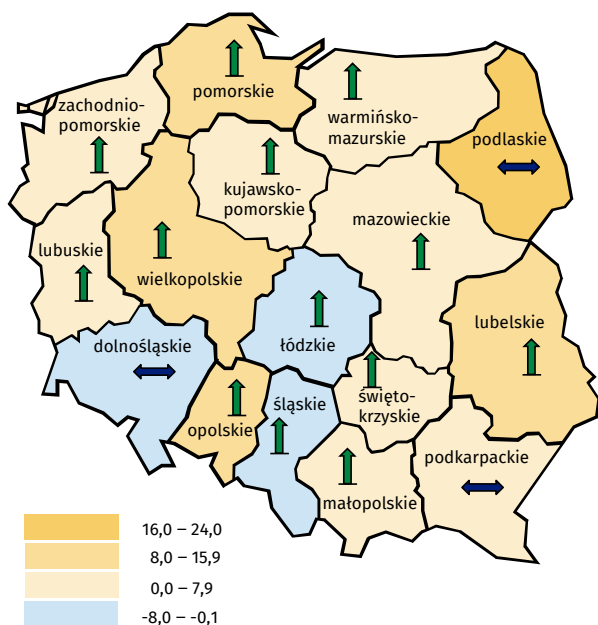 pomorskie
zachodnio-
pomorskie
warmińsko-
mazurskie
podlaskie
kujawsko-
pomorskie
mazowieckie
lubuskie
wielkopolskie
lubelskie
dolnośląskie
łódzkie
święto-
krzyskie
śląskie
opolskie
podkarpackie
małopolskie
16,0 – 24,0
8,0 – 15,9
0,0 – 7,9
-8,0 – -0,1